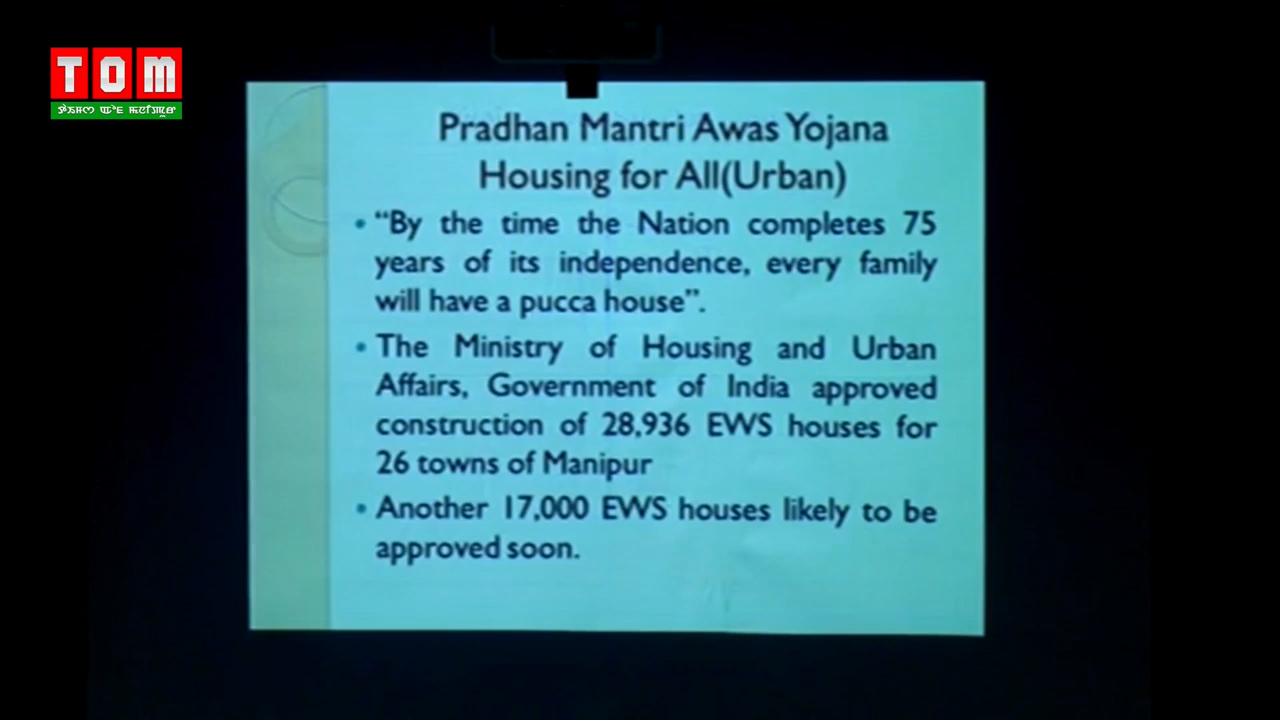 TOM
Pradhan Mantri Awas Yojana
Housing for All(Urban)
• “By the time the Nation completes 75
years of its independence, every family
will have a pucca house”.
• The Ministry of Housing and Urban
Affairs, Government of India approved
construction of 28,936 EWS houses for
26 towns of Manipur
• Another 17,000 EWS houses likely to be
approved soon.